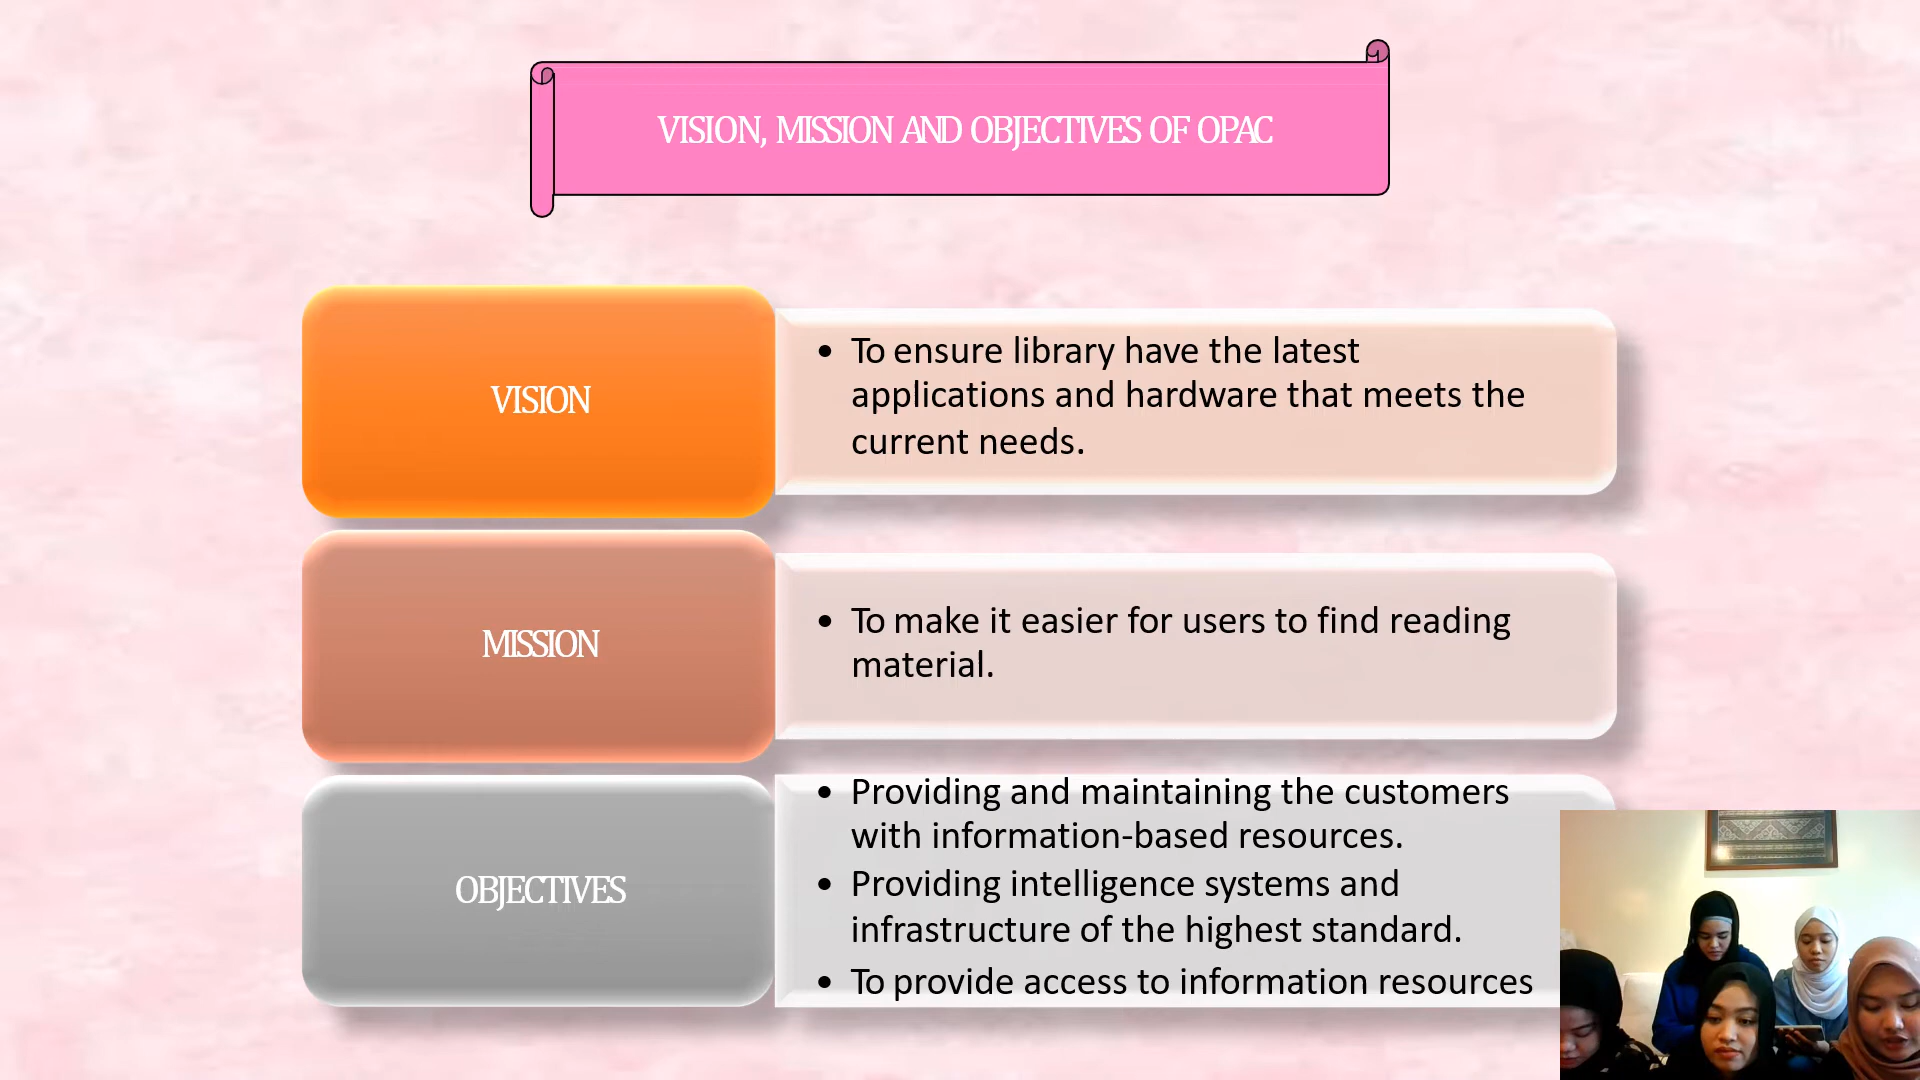 VISION, MISSION AND OBJECTIVES OF OPAC
VISION
• To ensure library have the latest
applications and hardware that meets the
current needs.
MISSION
• To make it easier for users to find reading
material.
OBJECTIVES
• Providing and maintaining the customers
with information-based resources.
• Providing intelligence systems and
infrastructure of the highest standard.
• To provide access to information resources